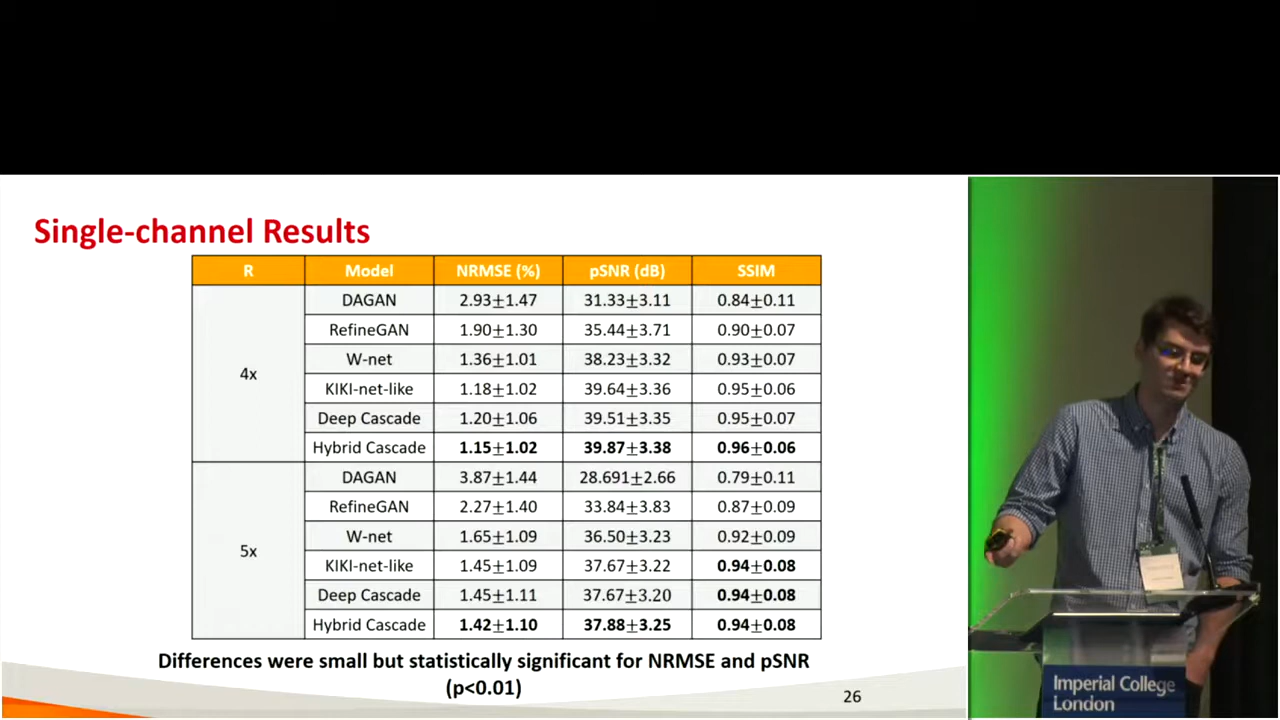 Single-channel Results
R Model NRMSE (%) pSNR (dB) SSIM
4x
DAGAN 2.93±1.47 31.33±3.11 0.84±0.11
RefineGAN 1.90±1.30 35.44±3.71 0.90±0.07
W-net 1.36±1.01 38.23±3.32 0.93±0.07
KIKI-net-like 1.18±1.02 39.64±3.36 0.95±0.06
Deep Cascade 1.20±1.06 39.51±3.35 0.95±0.07
Hybrid Cascade 1.15±1.02 39.87±3.38 0.96±0.06
5x
DAGAN 3.87±1.44 28.691±2.66 0.79±0.11
RefineGAN 2.27±1.40 33.84±3.83 0.87±0.09
W-net 1.65±1.09 36.50±3.23 0.92±0.09
KIKI-net-like 1.45±1.09 37.67±3.22 0.94±0.08
Deep Cascade 1.45±1.11 37.67±3.20 0.94±0.08
Hybrid Cascade 1.42±1.10 37.88±3.25 0.94±0.08
Differences were small but statistically significant for NRMSE and pSNR
(p<0.01)
26
Imperial College
London